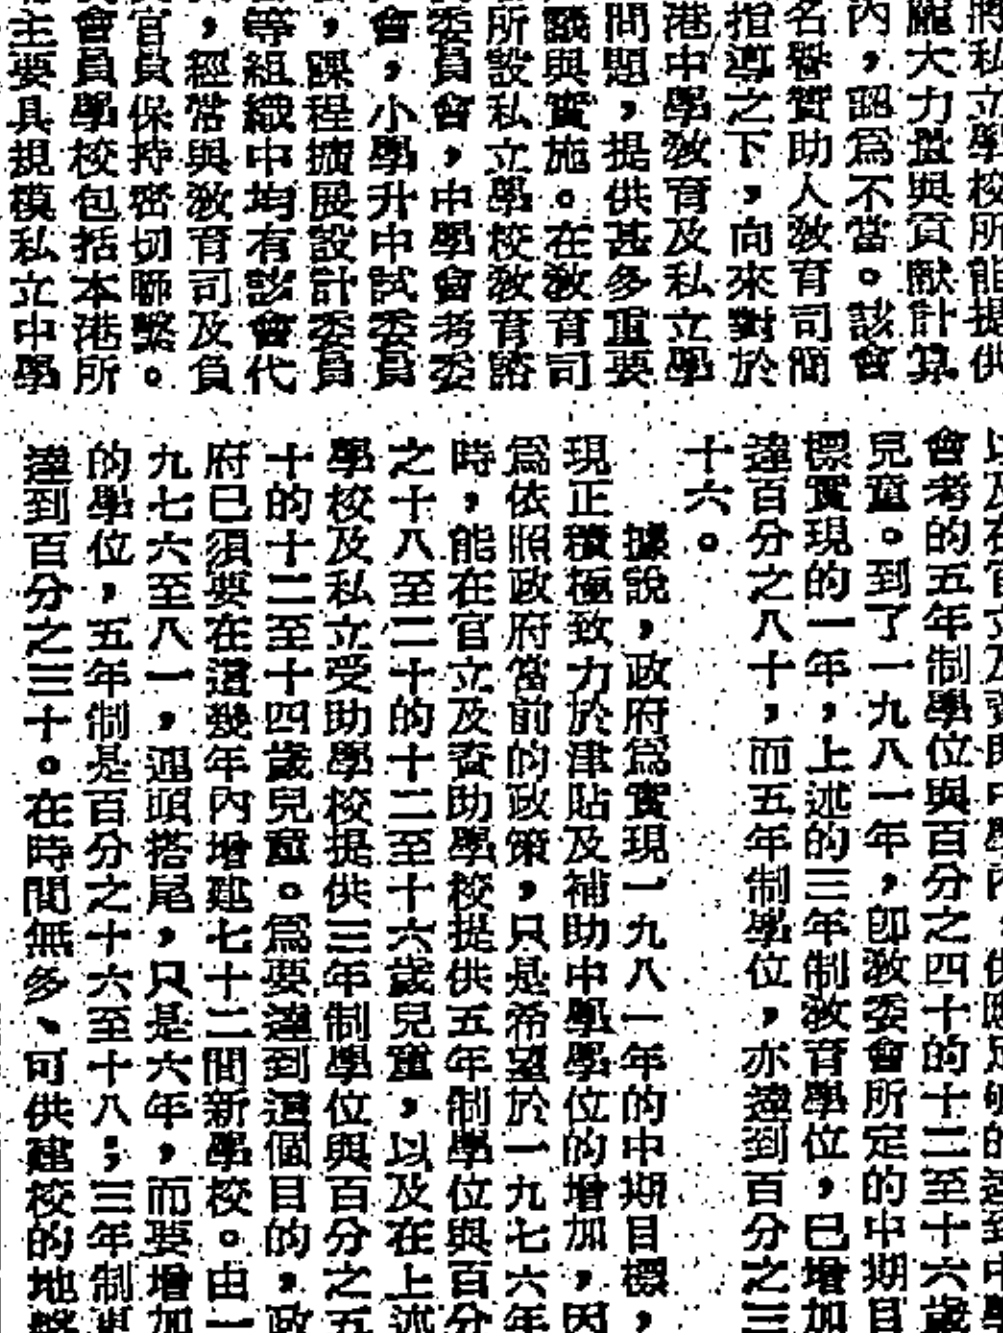 將私立學校所能提供
龐大力量與貢獻計算
內，認爲不當。該會
名譽贊助人教育司簡
指導之下，向來對於
港中學教育及私立學
問題，提供甚多重要
議與實施。在教育司
所設私立學校教育諮
委員會，中學會考委
會，小學升中試委員
，課程擴展設計委員
等組織中均有該會代
，經常與教育司及負
官員保持密切聯繫。
會員學校包括本港所
主要具規模私立中學
會考的五年制學位與百分之四十的十二至十六歲
兒童。到了一九八一年，卽教委會所定的中期目
標實現的一年，上述的三年制教育學位，已增加
達百分之八十，而五年制學位，亦達到百分之三
十六。
據說，政府爲實現一九八一年的中期目標，
現正積極致力於津貼及補助中學學位的增加，因
爲依照政府當前的政策，只是希望於一九七六年
時，能在官立及資助學校提供五年制學位與百分
之十八至二十的十二至十六歲兒童，以及在上述
學校及私立受助學校提供三年制學位與百分之五
十的十二至十四歲兒童。爲要達到這個目的，政
府已須要在這幾年內增建七十二間新學校。由一
九七六至八一，連頭搭尾，只是六年，而要增加
的學位，五年制是百分之十六至十八；三年制更
達到百分之三十。在時間無多、可供建校的地